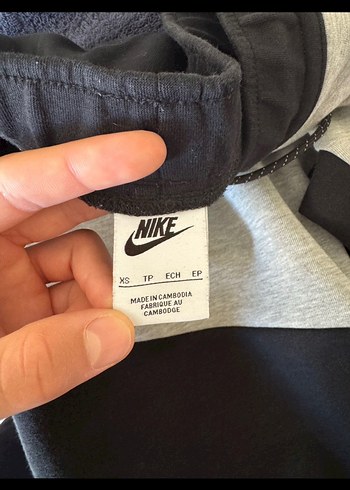 NIKE
XS TP ECH EP
MADE IN CAMBODIA
FABRIQUE AU
CAMBODGE